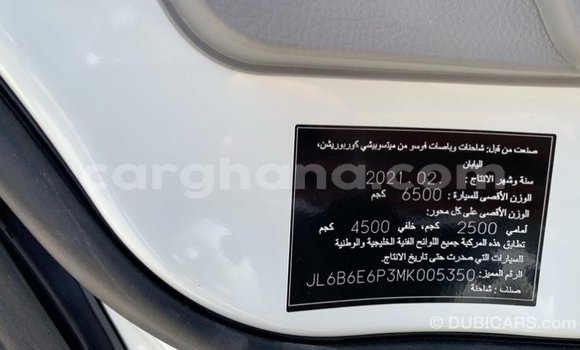 صنعت من قبل: شاحنات وباصات فوسو من ميتسوبيشي كوربوريشن,
اليابان
سنة وشهر الانتاج : 2021 02
الوزن الأقصى للسيارة : 6500 كجم
الوزن الأقصى على كل محور:
أمامي 2500 كجم, خلفي 4500 كجم
تطابق هذه المركبة جميع اللوائح الفنية الخليجية والوطنية
للسيارات التي صدرت حتى تاريخ الانتاج.
الرقم المميز: JL6B6E6P3MK005350
صنف : شاحنة
carghana.com
© DUBICARS.com